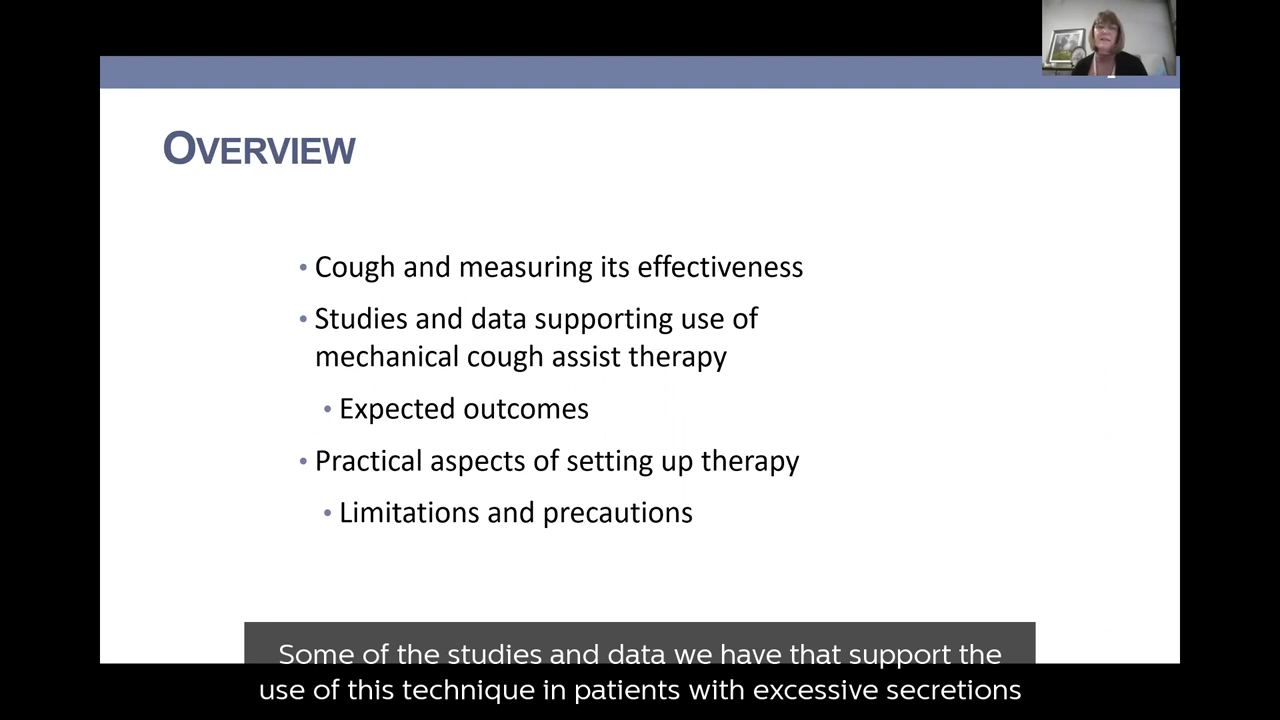 OVERVIEW
• Cough and measuring its effectiveness
• Studies and data supporting use of
mechanical cough assist therapy
• Expected outcomes
• Practical aspects of setting up therapy
• Limitations and precautions
Some of the studies and data we have that support the
use of this technique in patients with excessive secretions